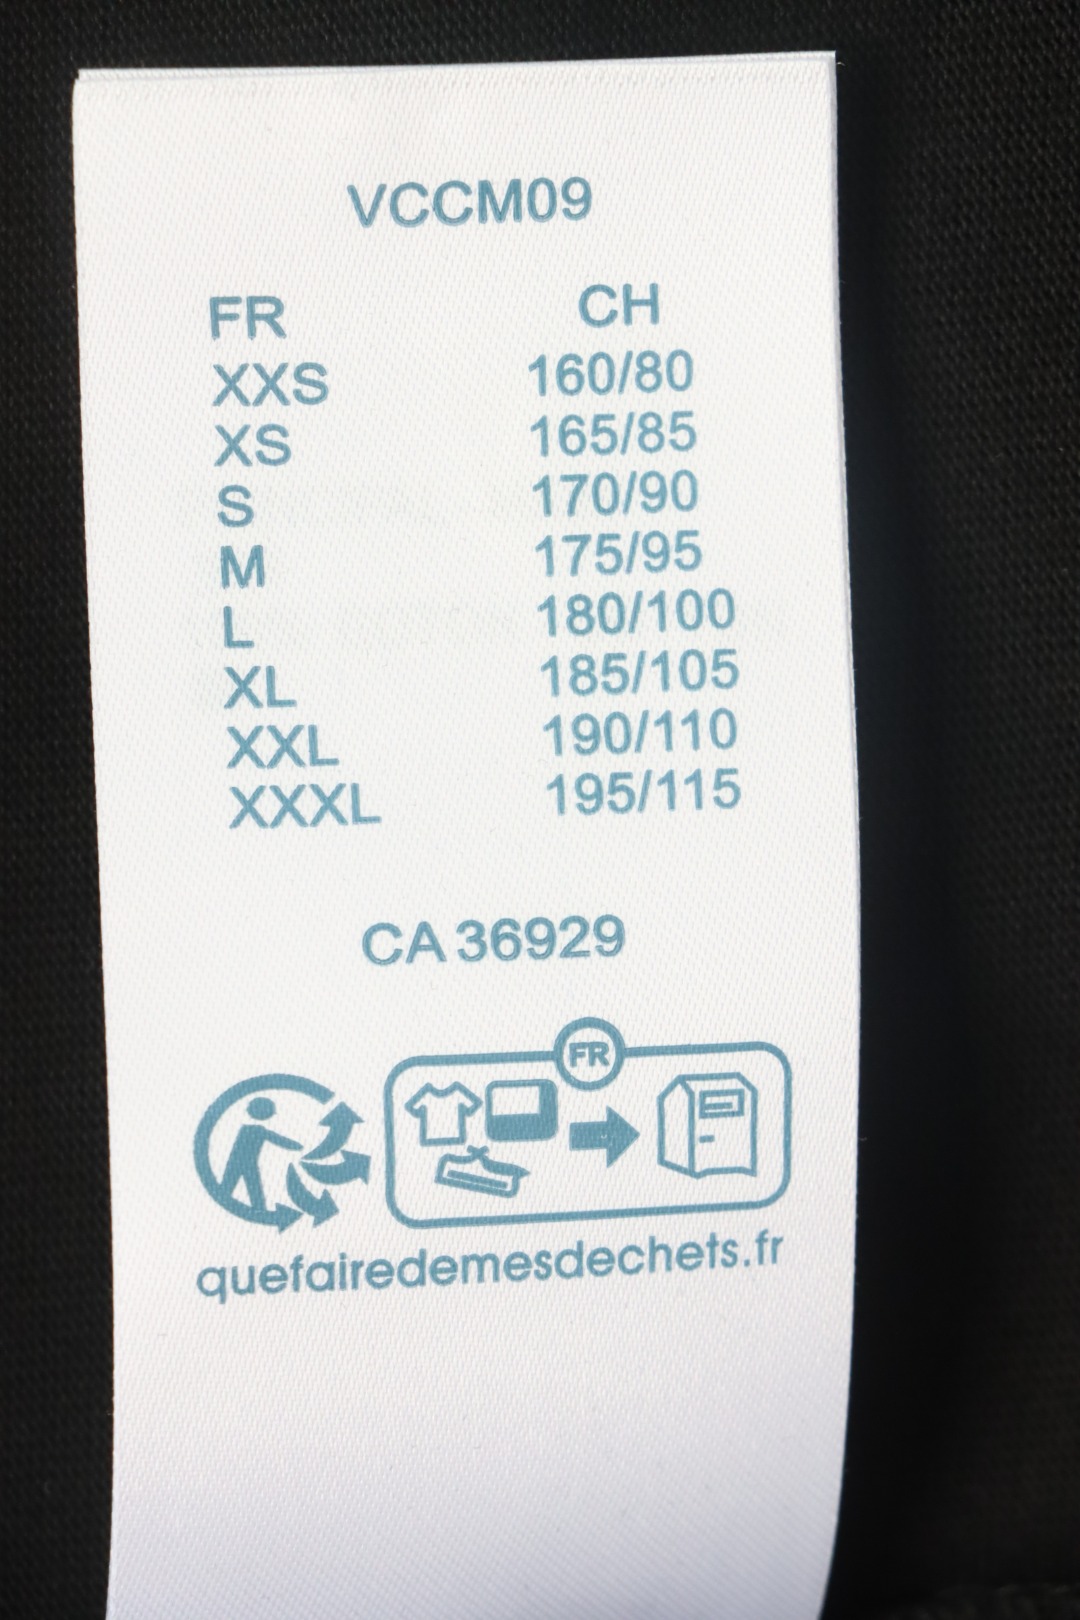 VCCM09
FR CH
XXS 160/80
XS 165/85
S 170/90
M 175/95
L 180/100
XL 185/105
XXL 190/110
XXXL 195/115
CA 36929
FR
quefairedemesdechets.fr